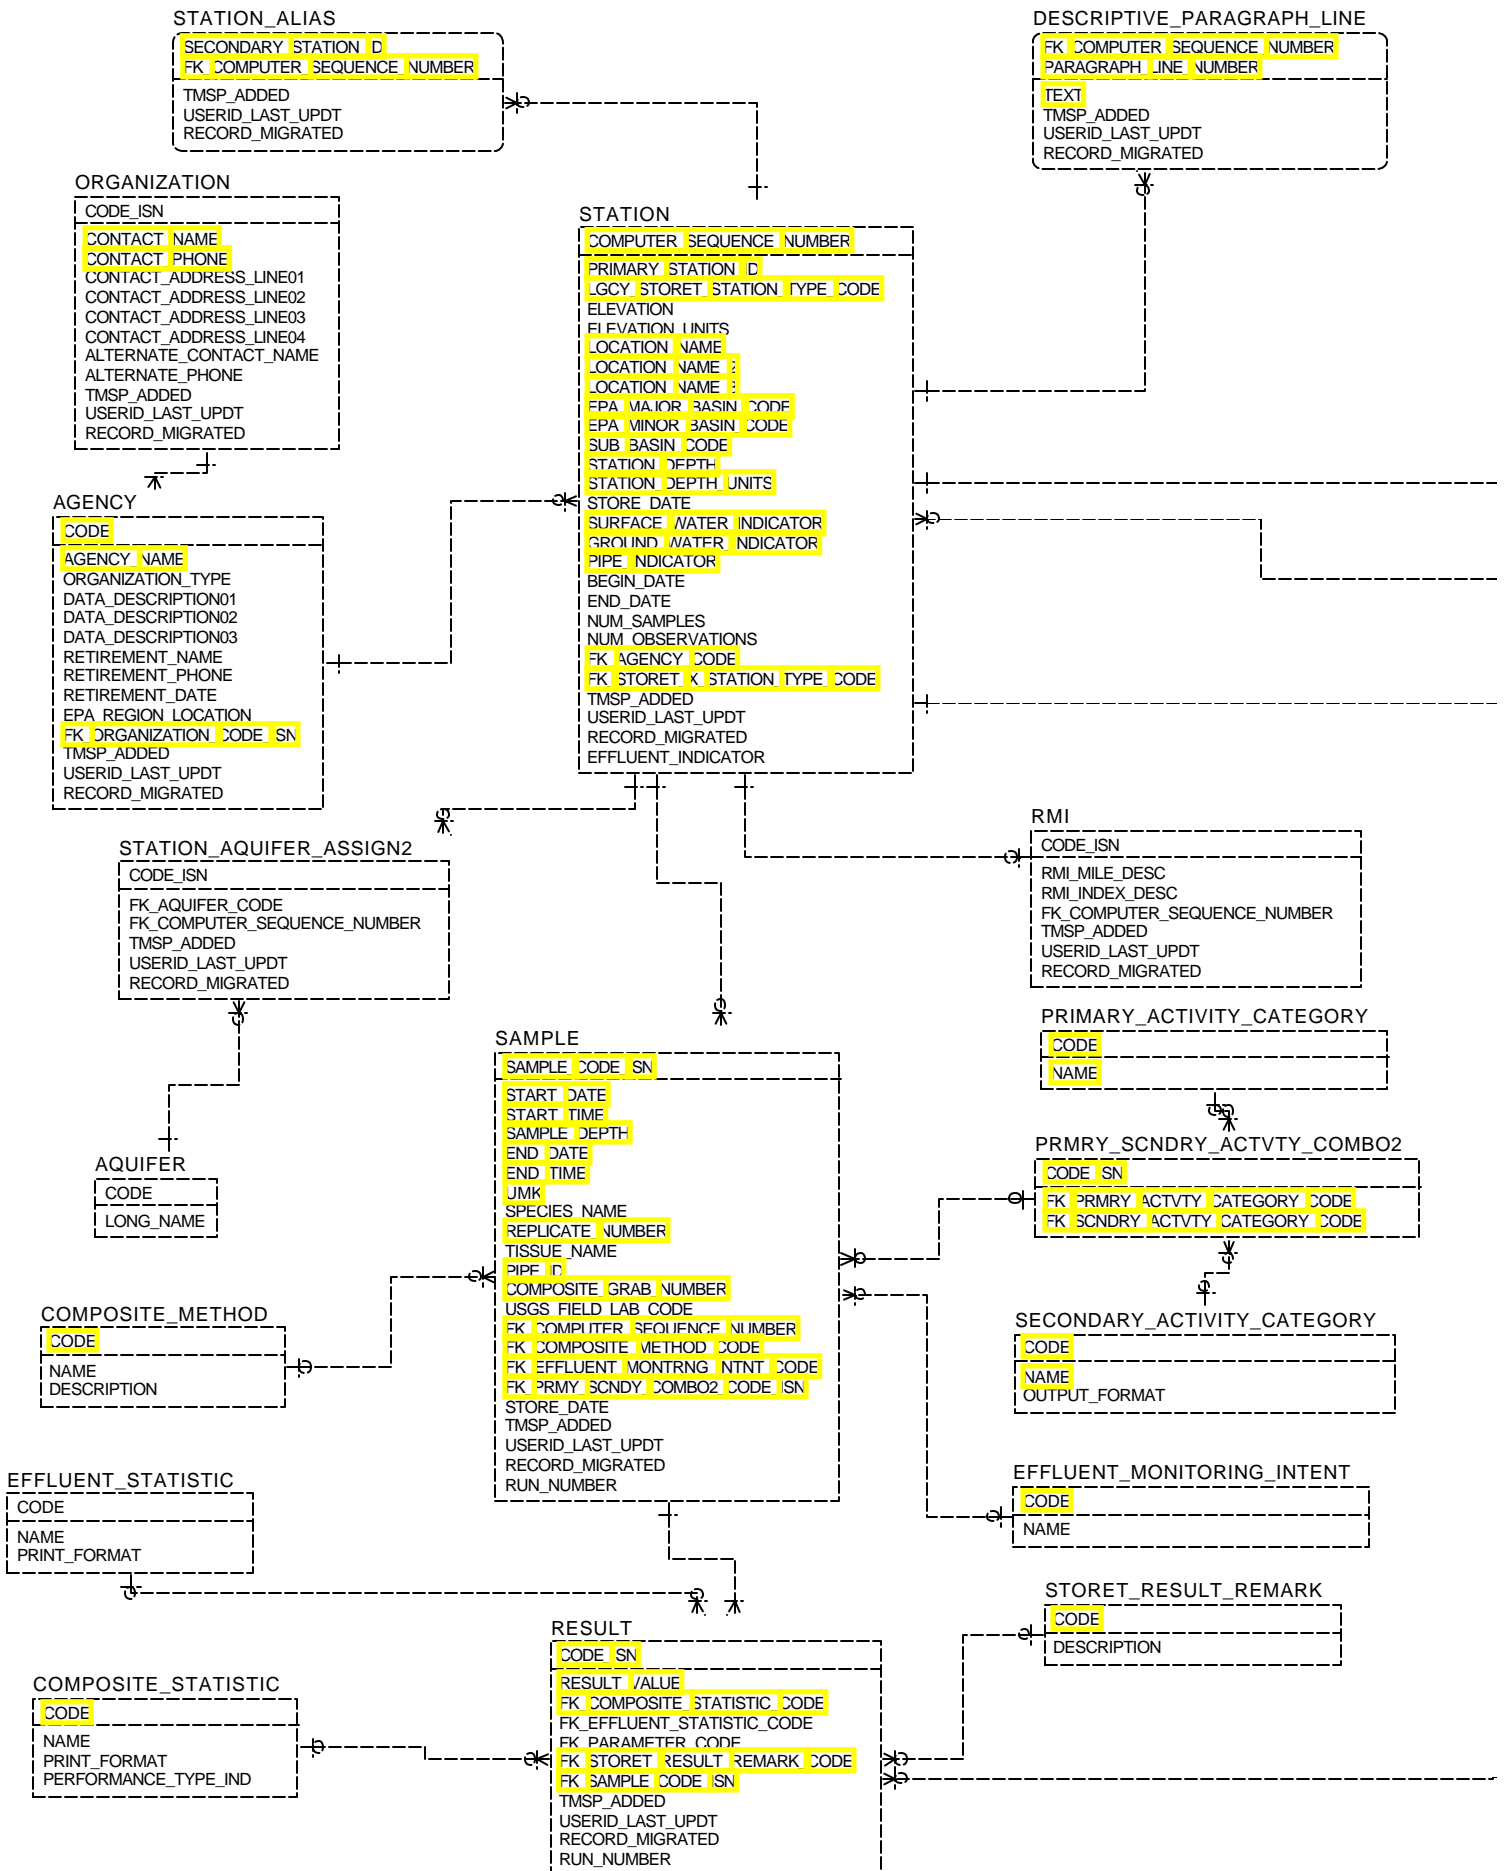 STATION_ALIAS
SECONDARY_STATION_ID
FK_COMPUTER_SEQUENCE_NUMBER
TMSP_ADDED
USERID_LAST_UPDT
RECORD_MIGRATED
DESCRIPTIVE_PARAGRAPH_LINE
FK_COMPUTER_SEQUENCE_NUMBER
PARAGRAPH_LINE_NUMBER
TEXT
TMSP_ADDED
USERID_LAST_UPDT
RECORD_MIGRATED
ORGANIZATION
CODE_ISN
CONTACT_NAME
CONTACT_PHONE
CONTACT_ADDRESS_LINE01
CONTACT_ADDRESS_LINE02
CONTACT_ADDRESS_LINE03
CONTACT_ADDRESS_LINE04
ALTERNATE_CONTACT_NAME
ALTERNATE_PHONE
TMSP_ADDED
USERID_LAST_UPDT
RECORD_MIGRATED
STATION
COMPUTER_SEQUENCE_NUMBER
PRIMARY_STATION_ID
LGCY_STORET_STATION_TYPE_CODE
ELEVATION
ELEVATION_UNITS
LOCATION_NAME
LOCATION_NAME_2
LOCATION_NAME_3
EPA_MAJOR_BASIN_CODE
EPA_MINOR_BASIN_CODE
SUB_BASIN_CODE
STATION_DEPTH
STATION_DEPTH_UNITS
STORE_DATE
SURFACE_WATER_INDICATOR
GROUND_WATER_INDICATOR
PIPE_INDICATOR
BEGIN_DATE
END_DATE
NUM_SAMPLES
NUM_OBSERVATIONS
FK_AGENCY_CODE
FK_STORET_X_STATION_TYPE_CODE
TMSP_ADDED
USERID_LAST_UPDT
RECORD_MIGRATED
EFFLUENT_INDICATOR
AGENCY
CODE
AGENCY_NAME
ORGANIZATION_TYPE
DATA_DESCRIPTION01
DATA_DESCRIPTION02
DATA_DESCRIPTION03
RETIREMENT_NAME
RETIREMENT_PHONE
RETIREMENT_DATE
EPA_REGION_LOCATION
FK_ORGANIZATION_CODE_ISN
TMSP_ADDED
USERID_LAST_UPDT
RECORD_MIGRATED
STATION_AQUIFER_ASSIGN2
CODE_ISN
FK_AQUIFER_CODE
FK_COMPUTER_SEQUENCE_NUMBER
TMSP_ADDED
USERID_LAST_UPDT
RECORD_MIGRATED
RMI
CODE_ISN
RMI_MILE_DESC
RMI_INDEX_DESC
FK_COMPUTER_SEQUENCE_NUMBER
TMSP_ADDED
USERID_LAST_UPDT
RECORD_MIGRATED
AQUIFER
CODE
LONG_NAME
SAMPLE
SAMPLE_CODE_ISN
START_DATE
START_TIME
SAMPLE_DEPTH
END_DATE
END_TIME
UMK
SPECIES_NAME
REPLICATE_NUMBER
TISSUE_NAME
PIPE_ID
COMPOSITE_GRAB_NUMBER
USGS_FIELD_LAB_CODE
FK_COMPUTER_SEQUENCE_NUMBER
FK_COMPOSITE_METHOD_CODE
FK_EFFLUENT_MONTRNG_INTNT_CODE
FK_PRMY_SCNDY_COMBO2_CODE_ISN
STORE_DATE
TMSP_ADDED
USERID_LAST_UPDT
RECORD_MIGRATED
RUN_NUMBER
PRIMARY_ACTIVITY_CATEGORY
CODE
NAME
PRMRY_SCNDRY_ACTVTY_COMBO2
CODE_ISN
FK_PRMRY_ACTVTY_CATEGORY_CODE
FK_SCNDRY_ACTVTY_CATEGORY_CODE
SECONDARY_ACTIVITY_CATEGORY
CODE
NAME
OUTPUT_FORMAT
COMPOSITE_METHOD
CODE
NAME
DESCRIPTION
EFFLUENT_MONITORING_INTENT
CODE
NAME
EFFLUENT_STATISTIC
CODE
NAME
PRINT_FORMAT
STORET_RESULT_REMARK
CODE
DESCRIPTION
COMPOSITE_STATISTIC
CODE
NAME
PRINT_FORMAT
PERFORMANCE_TYPE_IND
RESULT
CODE_ISN
RESULT_VALUE
FK_COMPOSITE_STATISTIC_CODE
FK_EFFLUENT_STATISTIC_CODE
FK_PARAMETER_CODE
FK_STORET_RESULT_REMARK_CODE
FK_SAMPLE_CODE_ISN
TMSP_ADDED
USERID_LAST_UPDT
RECORD_MIGRATED
RUN_NUMBER